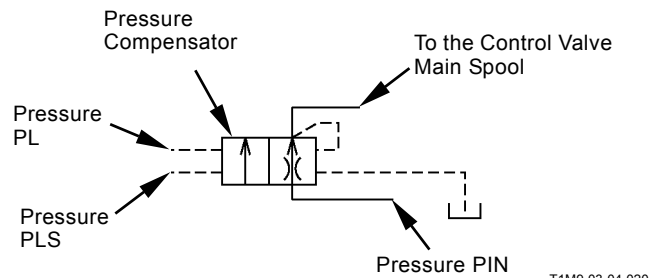 Pressure
Compensator
To the Control Valve
Main Spool
Pressure
PL
Pressure
PLS
Pressure PIN